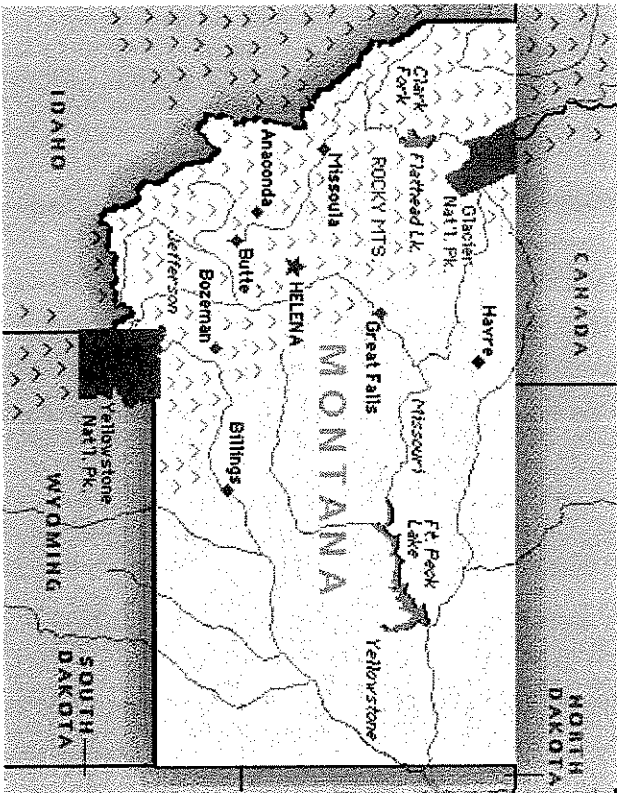 CANADA
NORTH
DAKOTA
Glacier
Nat'l. Pk.
Havre
Clark
Fork
Flathead Lk.
Missouri
Ft. Peck
Lake
ROCKY MTS.
Great Falls
Yellowstone
Missoula
MONTANA
HELENA
Anaconda
Butte
Billings
Bozeman
Jefferson
IDAHO
Yellowstone
Nat'l. Pk.
WYOMING
SOUTH
DAKOTA